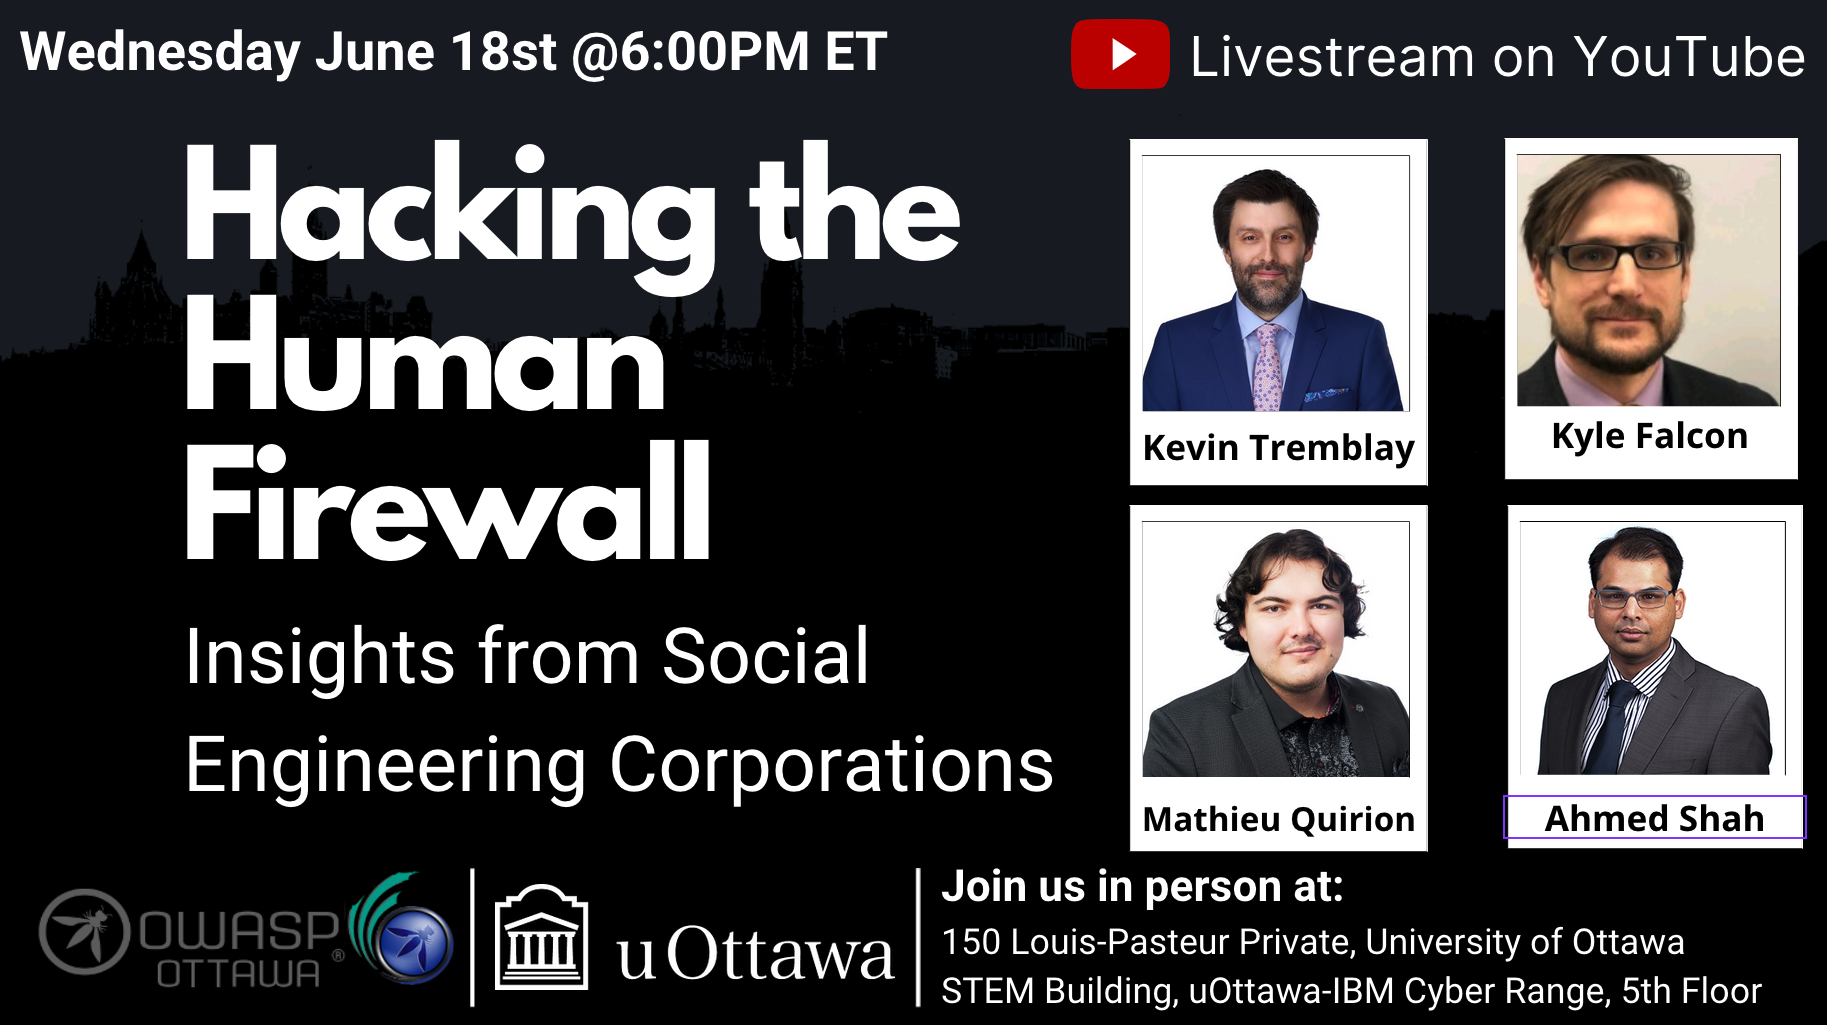 Wednesday June 18st @6:00PM ET
Livestream on YouTube
Hacking the
Human
Firewall
Insights from Social
Engineering Corporations
Kevin Tremblay
Kyle Falcon
Mathieu Quirion
Ahmed Shah
OWASP®
OTTAWA
uOttawa
Join us in person at:
150 Louis-Pasteur Private, University of Ottawa
STEM Building, uOttawa-IBM Cyber Range, 5th Floor